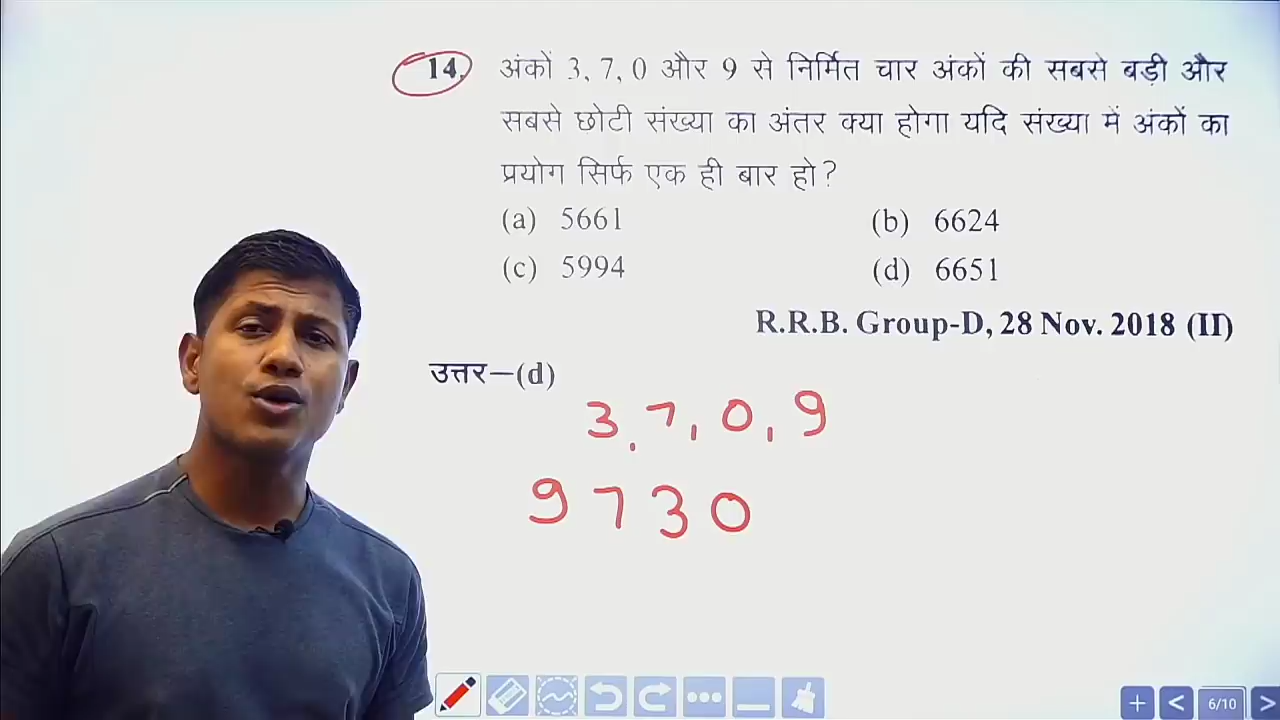 14. अंकों 3, 7, 0 और 9 से निर्मित चार अंकों की सबसे बड़ी और
सबसे छोटी संख्या का अंतर क्या होगा यदि संख्या में अंकों का
प्रयोग सिर्फ एक ही बार हो?
(a) 5661 (b) 6624
(c) 5994 (d) 6651
R.R.B. Group-D, 28 Nov. 2018 (II)
उत्तर–(d)
3, 7, 0, 9
9730
6/10